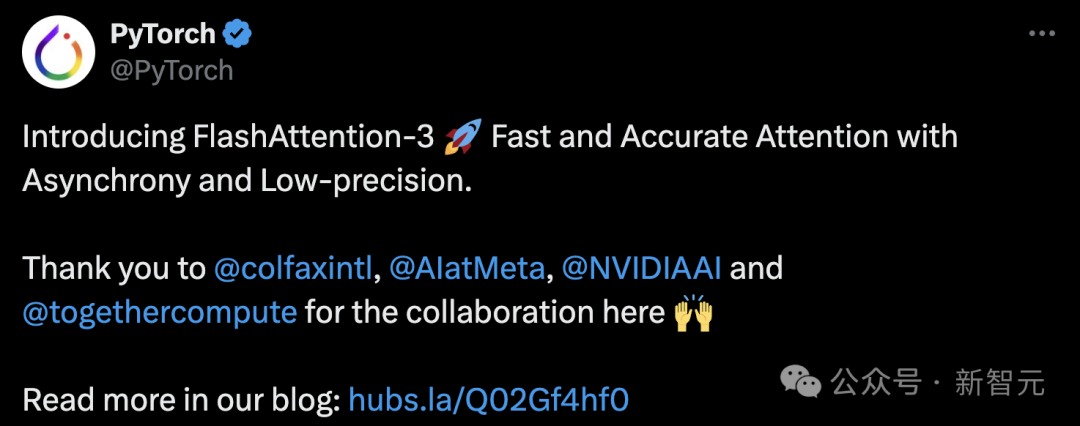 PyTorch
@PyTorch
Introducing FlashAttention-3 🚀 Fast and Accurate Attention with
Asynchrony and Low-precision.
Thank you to @colfaxintl, @AIatMeta, @NVIDIAAI and
@togethercompute for the collaboration here 🙌
Read more in our blog: hubs.la/Q02Gf4hf0
公众号 · 新智元